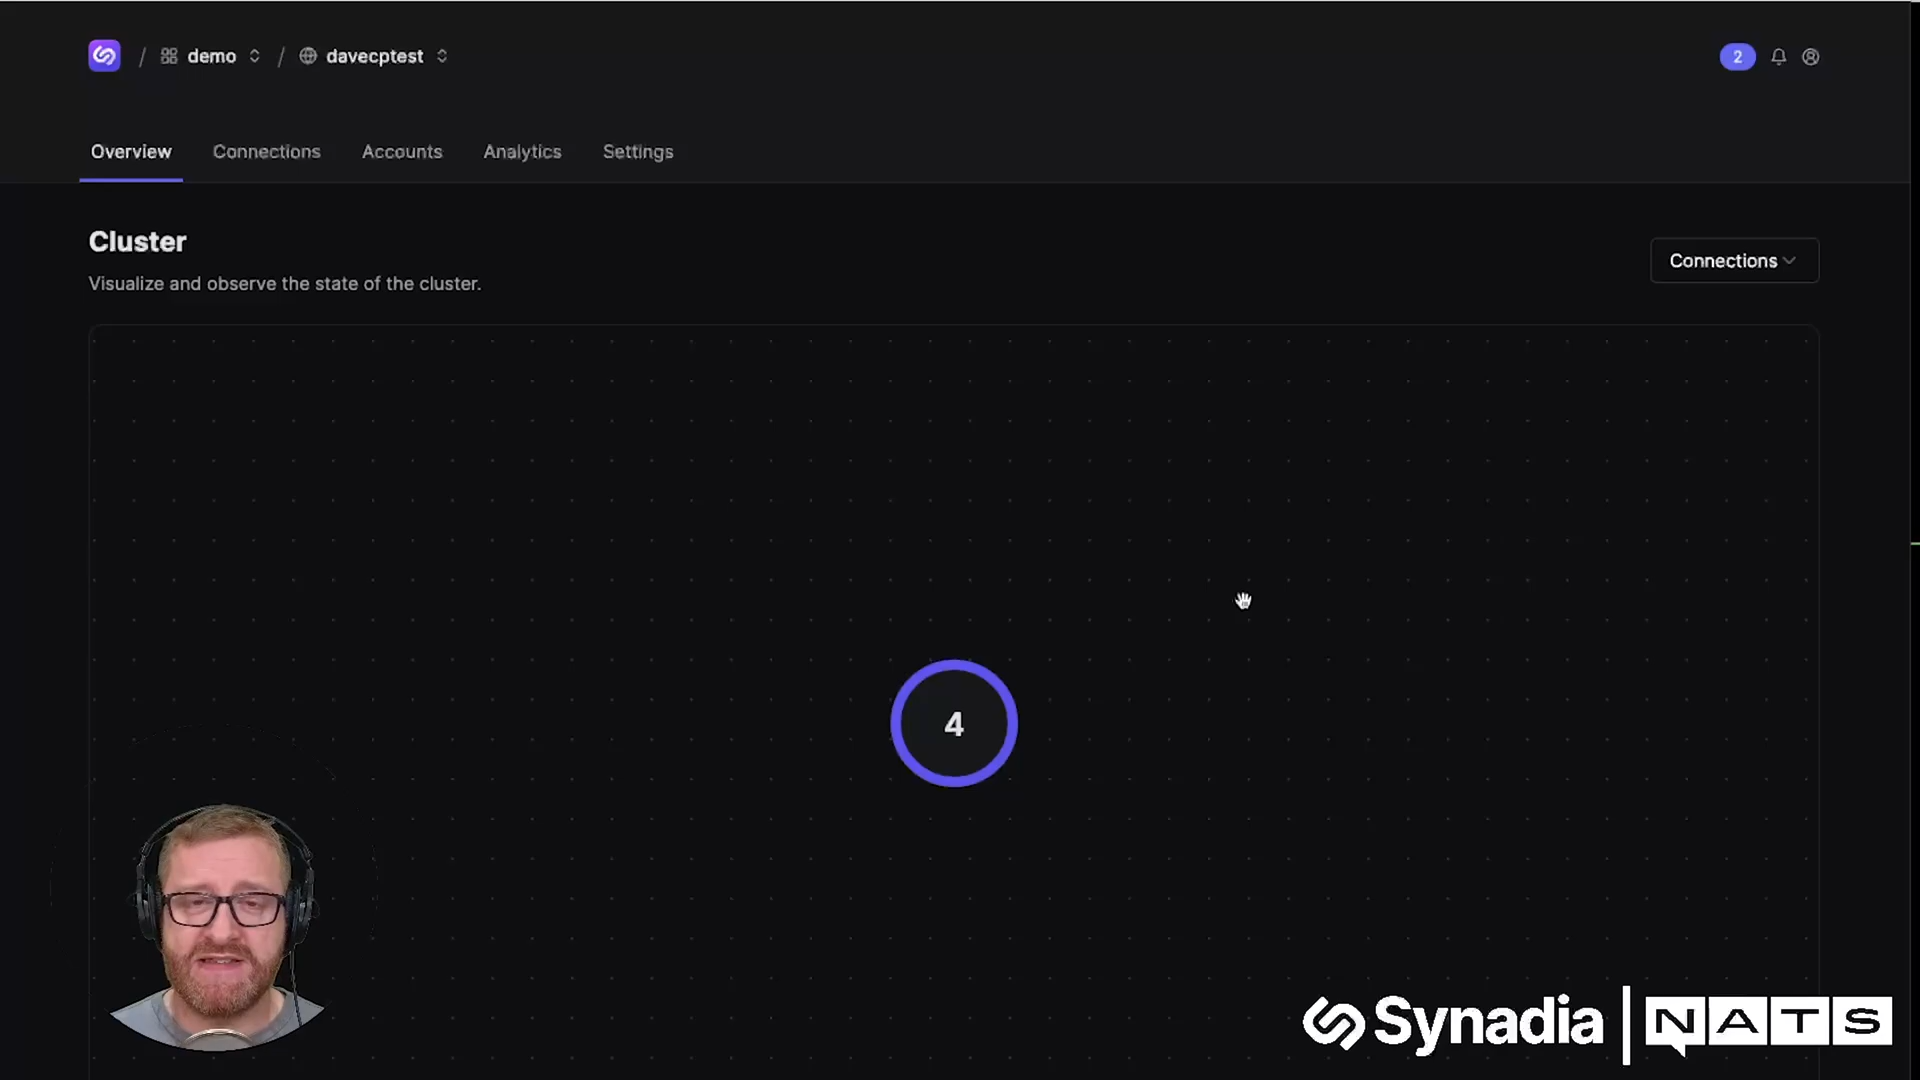 / demo / davecptest
2
Overview Connections Accounts Analytics Settings
Cluster
Connections
Visualize and observe the state of the cluster.
4
Synadia | NATS